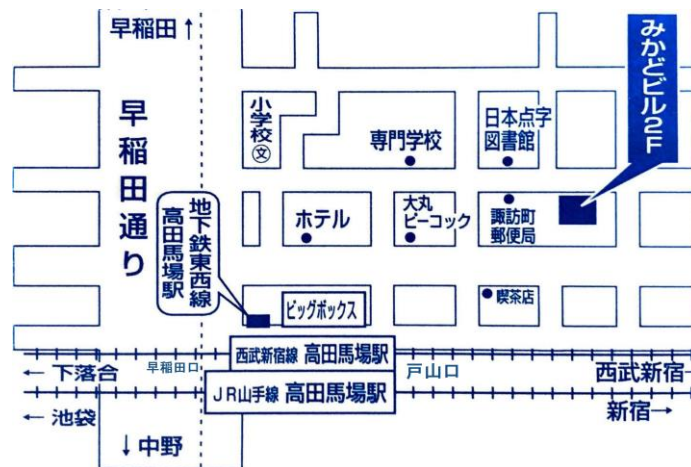 早稲田↑
早稲田通り
小学校
文
専門学校
日本点字
図書館
みかどビル2F
地下鉄東西線
高田馬場駅
ホテル
大丸
ピーコック
諏訪町
郵便局
ビッグボックス
喫茶店
西武新宿線 高田馬場駅
JR山手線 高田馬場駅
早稲田口
戸山口
←下落合
西武新宿→
←池袋
新宿→
↓中野